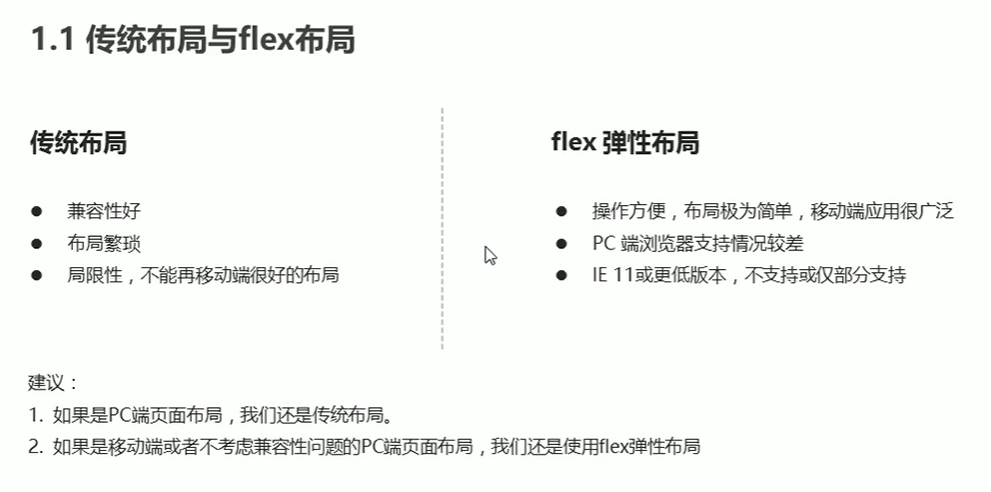 1.1 传统布局与flex布局
传统布局
● 兼容性好
● 布局繁琐
● 局限性，不能再移动端很好的布局
flex 弹性布局
● 操作方便，布局极为简单，移动端应用很广泛
● PC 端浏览器支持情况较差
● IE 11或更低版本，不支持或仅部分支持
建议：
1. 如果是PC端页面布局，我们还是传统布局。
2. 如果是移动端或者不考虑兼容性问题的PC端页面布局，我们还是使用flex弹性布局